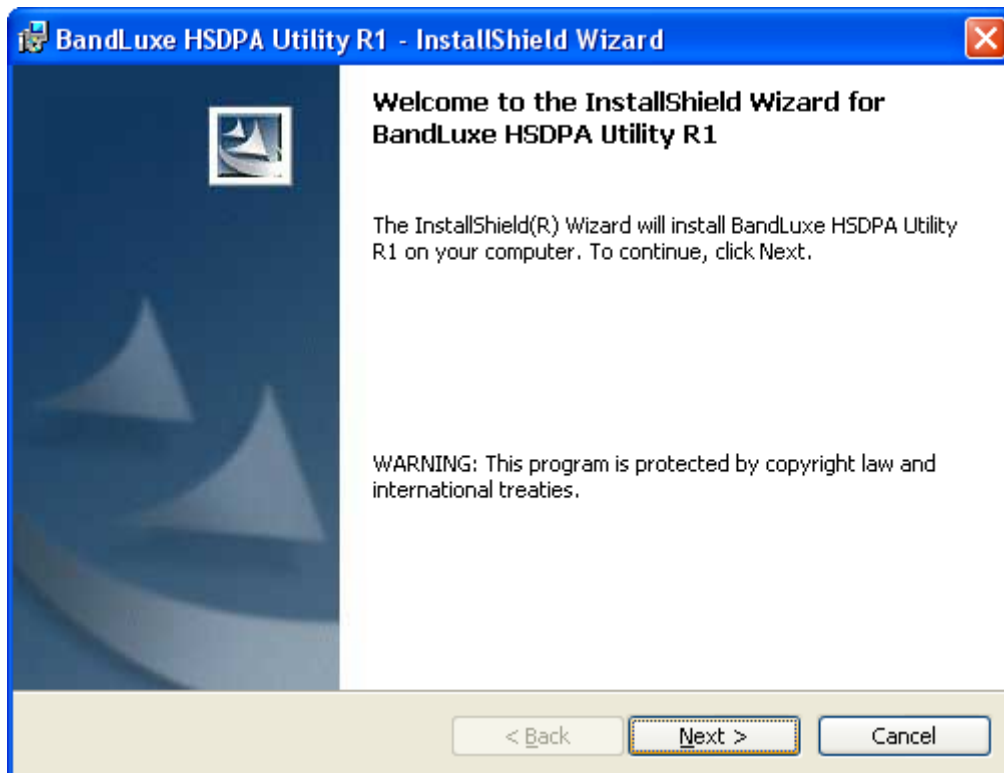 BandLuxe HSDPA Utility R1 - InstallShield Wizard
Welcome to the InstallShield Wizard for
BandLuxe HSDPA Utility R1
The InstallShield(R) Wizard will install BandLuxe HSDPA Utility
R1 on your computer. To continue, click Next.
WARNING: This program is protected by copyright law and
international treaties.
< Back
Next >
Cancel